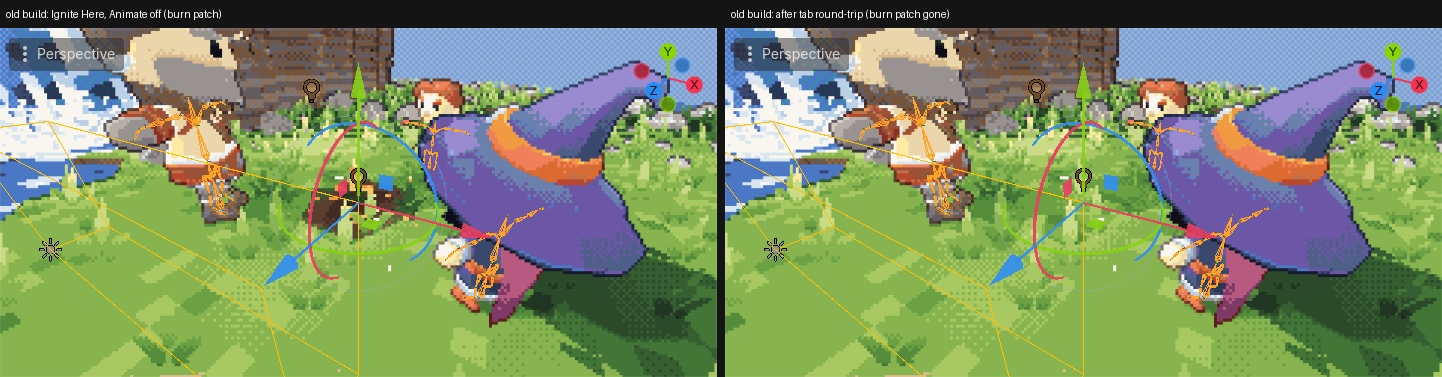 old build: Ignite Here, Animate off (burn patch)
old build: after tab round-trip (burn patch gone)
Perspective
Y
X
Z
Perspective
Y
X
Z